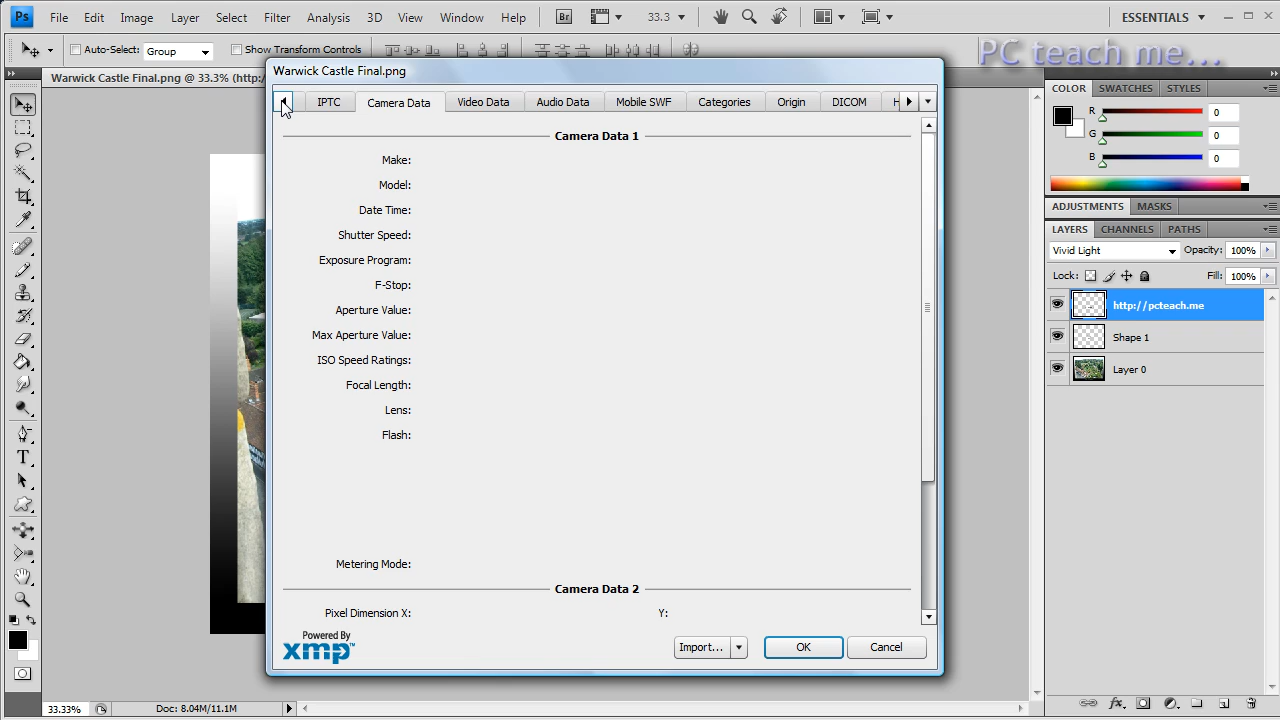 Ps File Edit Image Layer Select Filter Analysis 3D View Window Help Br 33.3 ESSENTIALS
Auto-Select: Group Show Transform Controls
PC teach me...
Warwick Castle Final.png @ 33.3% (http:/
Warwick Castle Final.png
IPTC Camera Data Video Data Audio Data Mobile SWF Categories Origin DICOM H
Camera Data 1
Make:
Model:
Date Time:
Shutter Speed:
Exposure Program:
F-Stop:
Aperture Value:
Max Aperture Value:
ISO Speed Ratings:
Focal Length:
Lens:
Flash:
Metering Mode:
Camera Data 2
Pixel Dimension X: Y:
Powered By
xmp™
Import... OK Cancel
COLOR SWATCHES STYLES
R 0
G 0
B 0
ADJUSTMENTS MASKS
LAYERS CHANNELS PATHS
Vivid Light Opacity: 100%
Lock: Fill: 100%
http://pcteach.me
Shape 1
Layer 0
T
fx
33.33% Doc: 8.04M/11.1M